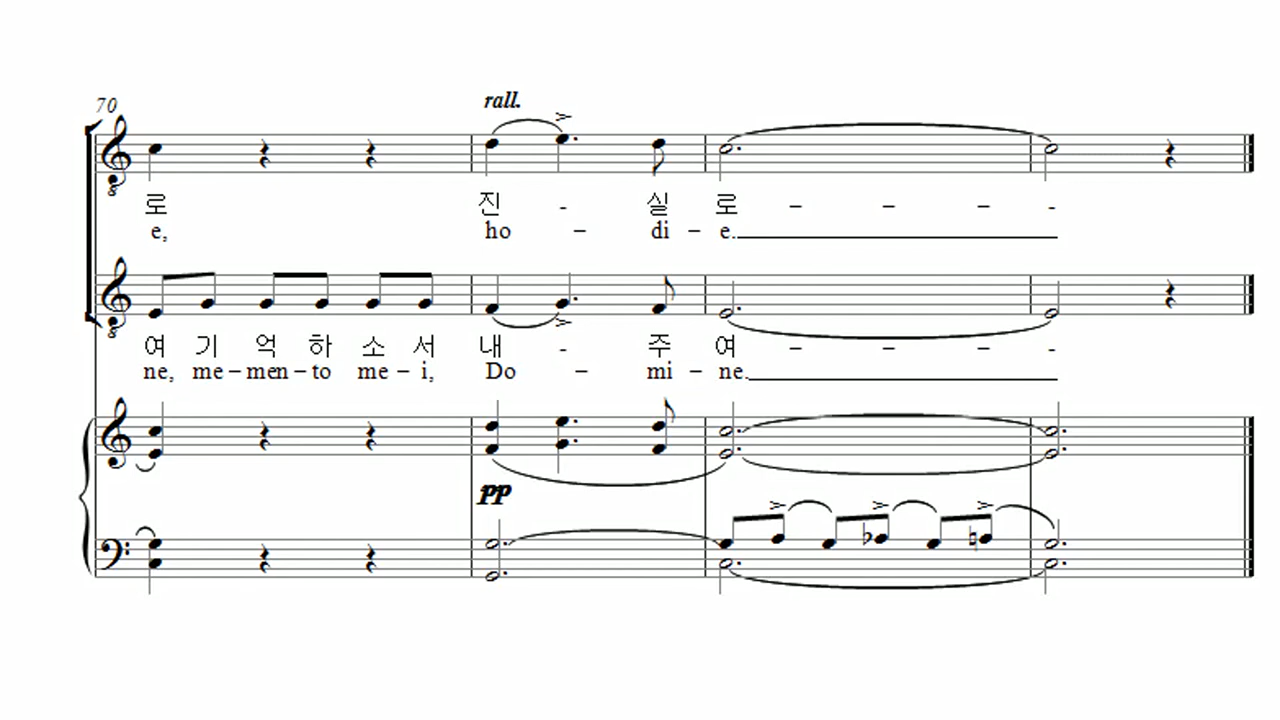 70
rall.
로 진 - 실 로 - - - -
e, ho - di - e.
여 기 억 하 소 서 내 - 주 여 - - - -
ne, me - men - to me - i, Do - mi - ne.
pp